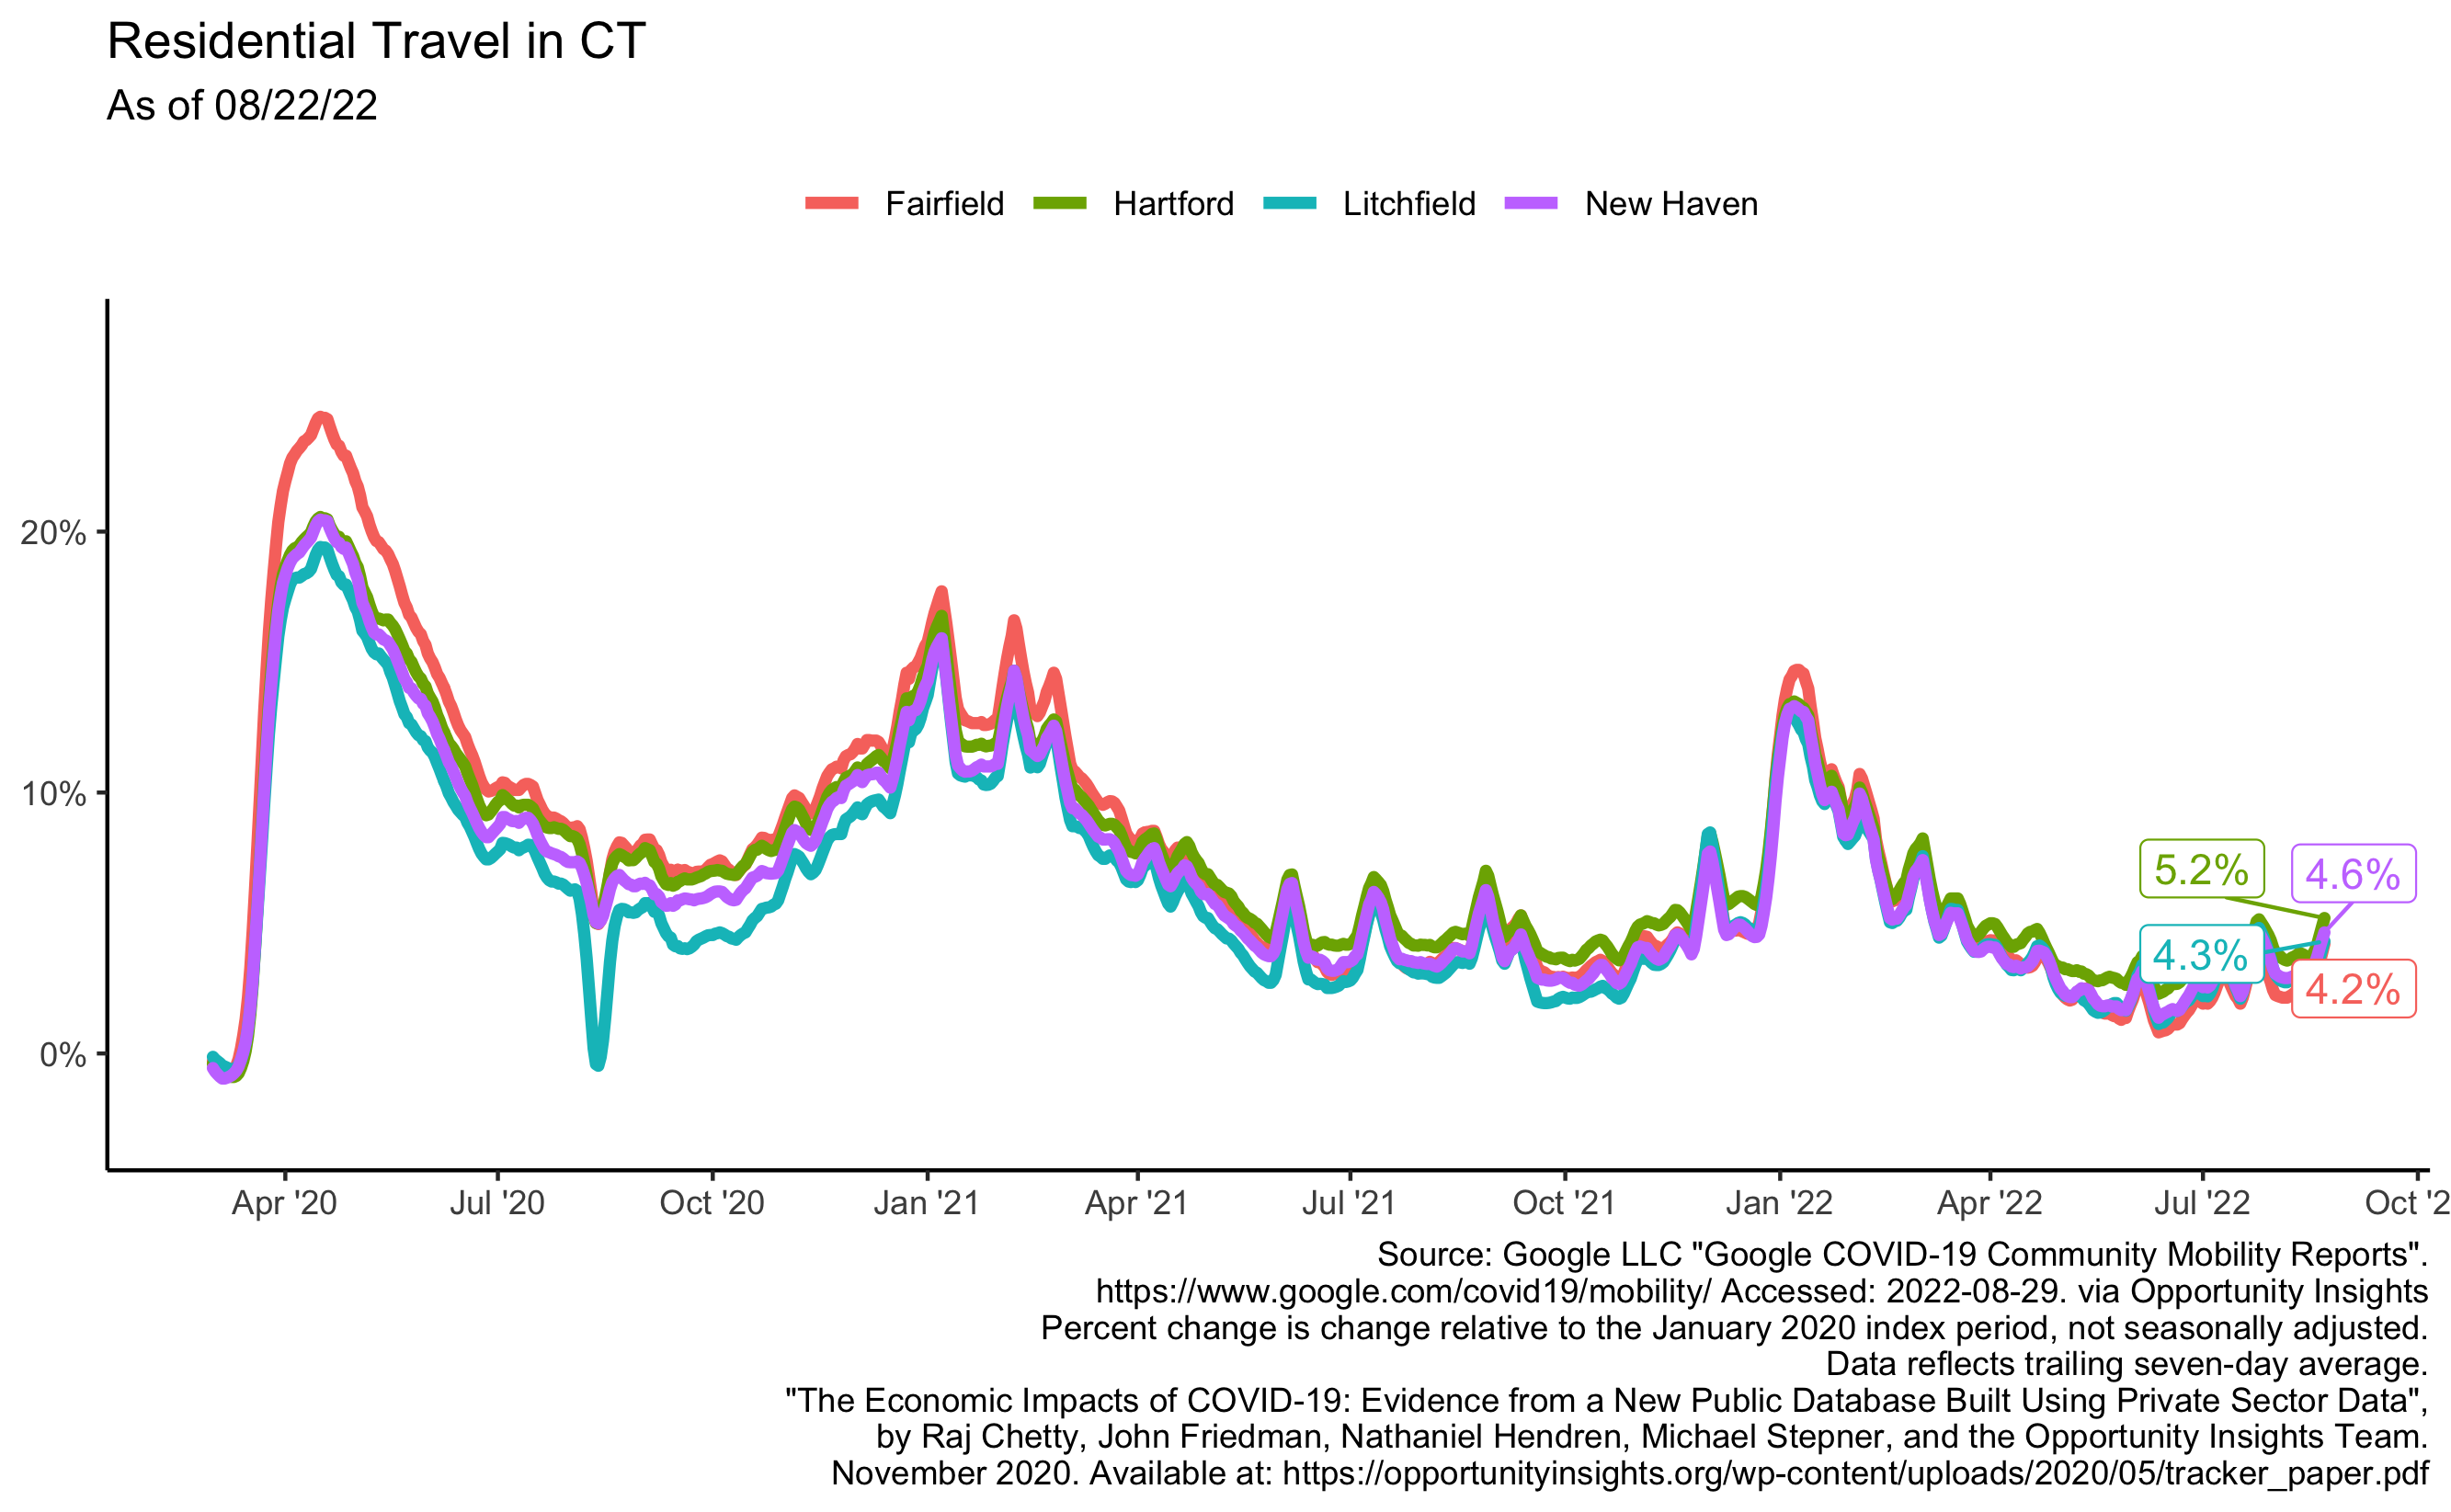 Residential Travel in CT
As of 08/22/22
Fairfield Hartford Litchfield New Haven
20%
10%
0%
5.2%
4.6%
4.3%
4.2%
Apr '20 Jul '20 Oct '20 Jan '21 Apr '21 Jul '21 Oct '21 Jan '22 Apr '22 Jul '22 Oct '2
Source: Google LLC "Google COVID-19 Community Mobility Reports".
https://www.google.com/covid19/mobility/ Accessed: 2022-08-29. via Opportunity Insights
Percent change is change relative to the January 2020 index period, not seasonally adjusted.
Data reflects trailing seven-day average.
"The Economic Impacts of COVID-19: Evidence from a New Public Database Built Using Private Sector Data",
by Raj Chetty, John Friedman, Nathaniel Hendren, Michael Stepner, and the Opportunity Insights Team.
November 2020. Available at: https://opportunityinsights.org/wp-content/uploads/2020/05/tracker_paper.pdf